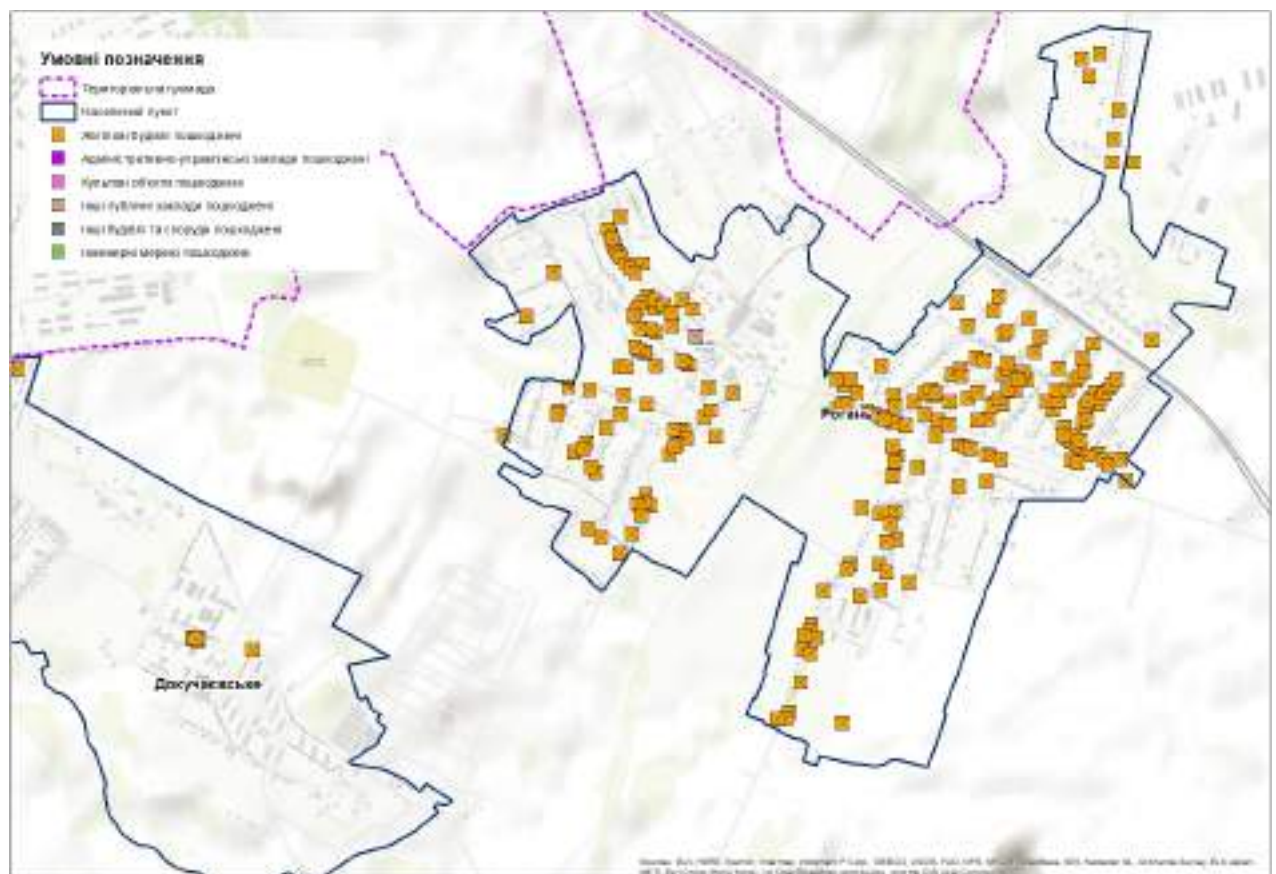 Умовні позначення
Територіальна громада
Населений пункт
Житлові будівлі пошкоджені
Адміністративно-управлінські заклади пошкоджені
Культові об'єкти пошкоджені
Інші публічні заклади пошкоджені
Інші будівлі та споруди пошкоджені
Інженерні мережі пошкоджені
Рогань
Докучаєвське